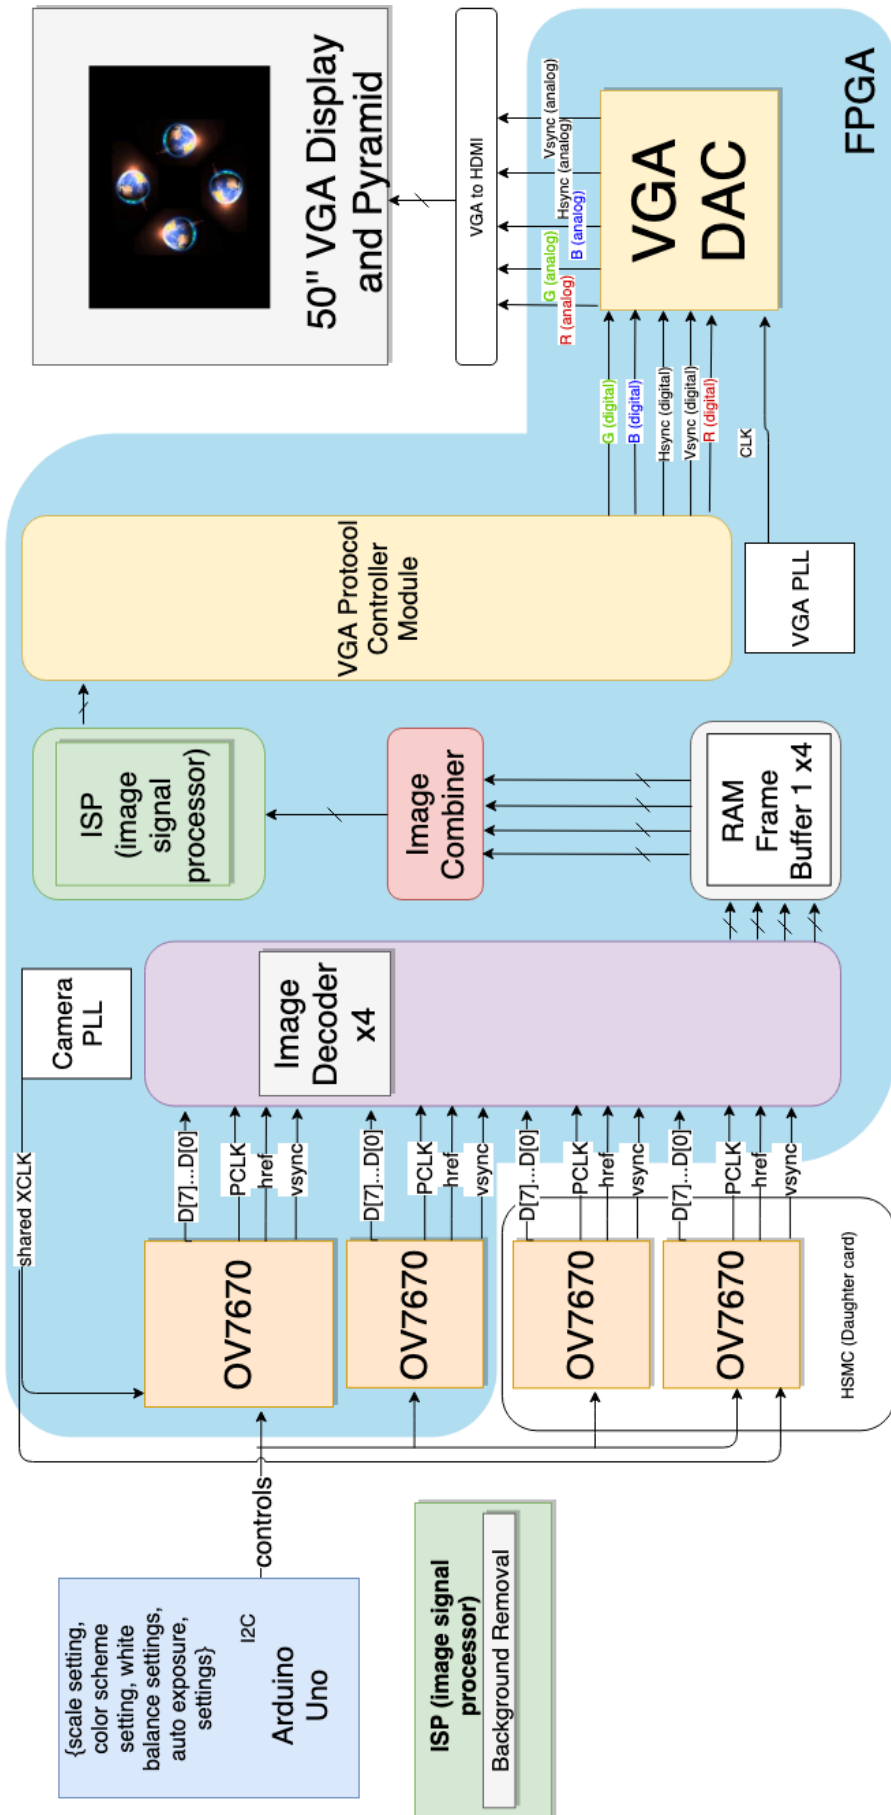 {scale setting,
color scheme
setting, white
balance settings,
auto exposure,
settings}
I2C
Arduino
Uno
controls
ISP (image signal
processor)
Background Removal
shared XCLK
Camera
PLL
OV7670
D[7]...D[0]
PCLK
href
vsync
OV7670
D[7]...D[0]
PCLK
href
vsync
OV7670
D[7]...D[0]
PCLK
href
vsync
OV7670
D[7]...D[0]
PCLK
href
vsync
HSMC (Daughter card)
Image
Decoder
x4
RAM
Frame
Buffer 1 x4
Image
Combiner
ISP
(image
signal
processor)
VGA Protocol
Controller
Module
VGA PLL
CLK
G (digital)
B (digital)
Hsync (digital)
Vsync (digital)
R (digital)
VGA
DAC
R (analog)
G (analog)
B (analog)
Hsync (analog)
Vsync (analog)
VGA to HDMI
50" VGA Display
and Pyramid
FPGA